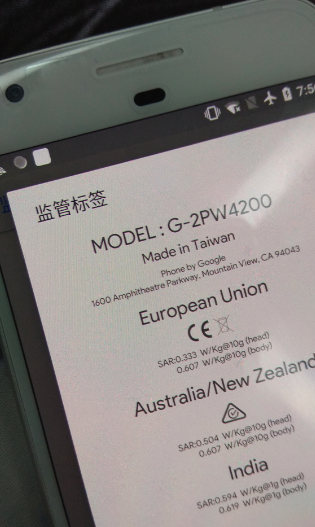 7:5
监管标签
MODEL : G-2PW4200
Made in Taiwan
Phone by Google
1600 Amphitheatre Parkway, Mountain View, CA 94043
European Union
CE
SAR:0.333 W/Kg@10g (head)
0.607 W/Kg@10g (body)
Australia/New Zealand
SAR:0.504 W/Kg@10g (head)
0.607 W/Kg@10g (body)
India
SAR:0.594 W/Kg@1g (head)
0.619 W/Kg@1g (body)